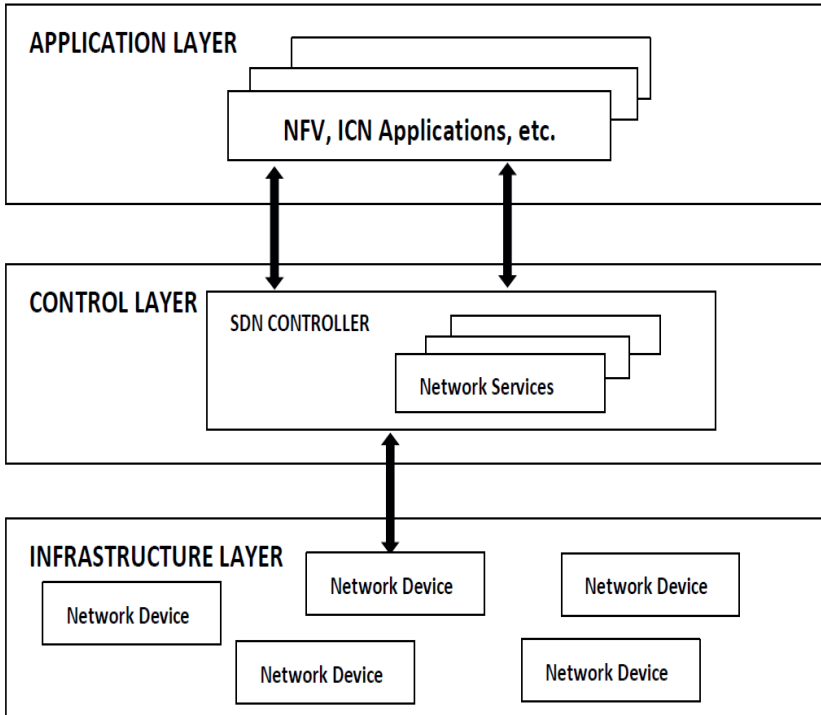 APPLICATION LAYER
NFV, ICN Applications, etc.
CONTROL LAYER
SDN CONTROLLER
Network Services
INFRASTRUCTURE LAYER
Network Device
Network Device
Network Device
Network Device
Network Device